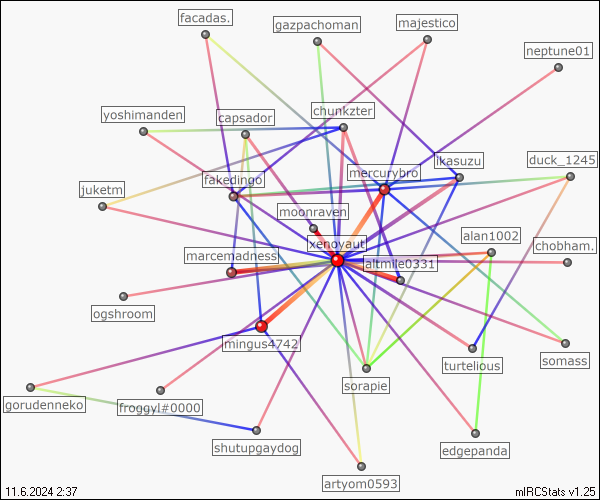 facadas.
gazpachoman
majestico
neptune01
yoshimanden
capsador
chunkzter
ikasuzu
duck_1245
mercurybro
fakedingo
juketm
moonraven
xenoyaut
alan1002
chobham.
marcemadness
altmile0331
ogshroom
mingus4742
somass
turtelious
sorapie
gorudenneko
froggyl#0000
shutupgaydog
edgepanda
artyom0593
11.6.2024 2:37
mIRCStats v1.25